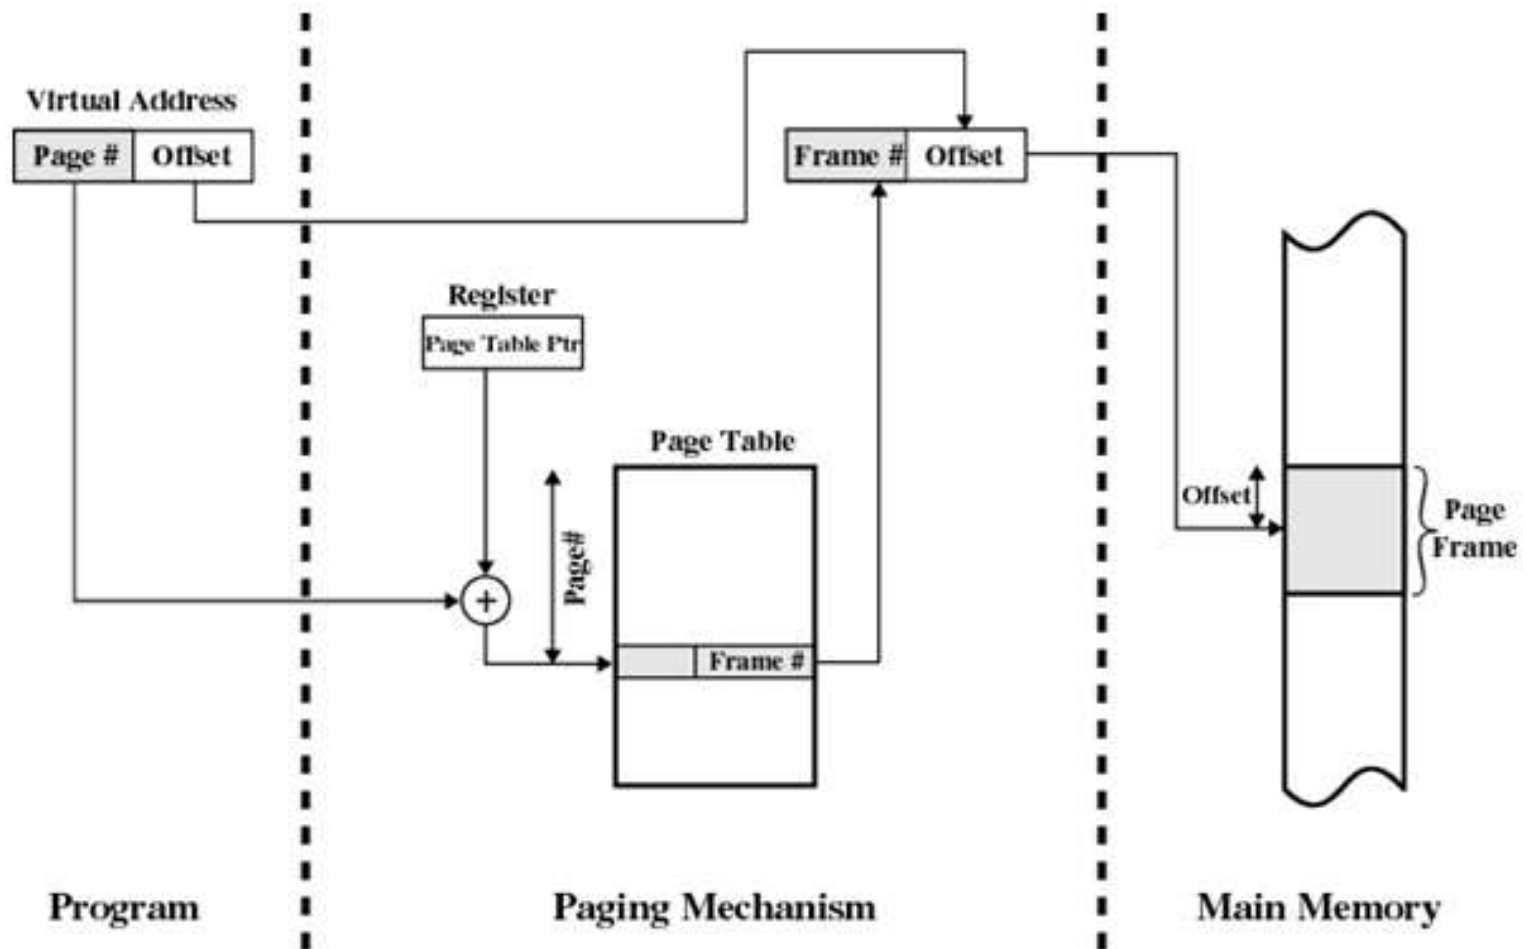 Virtual Address
Page # Offset
Frame # Offset
Register
Page Table Ptr
Page Table
Page#
Frame #
Offset
Page
Frame
+
Program
Paging Mechanism
Main Memory